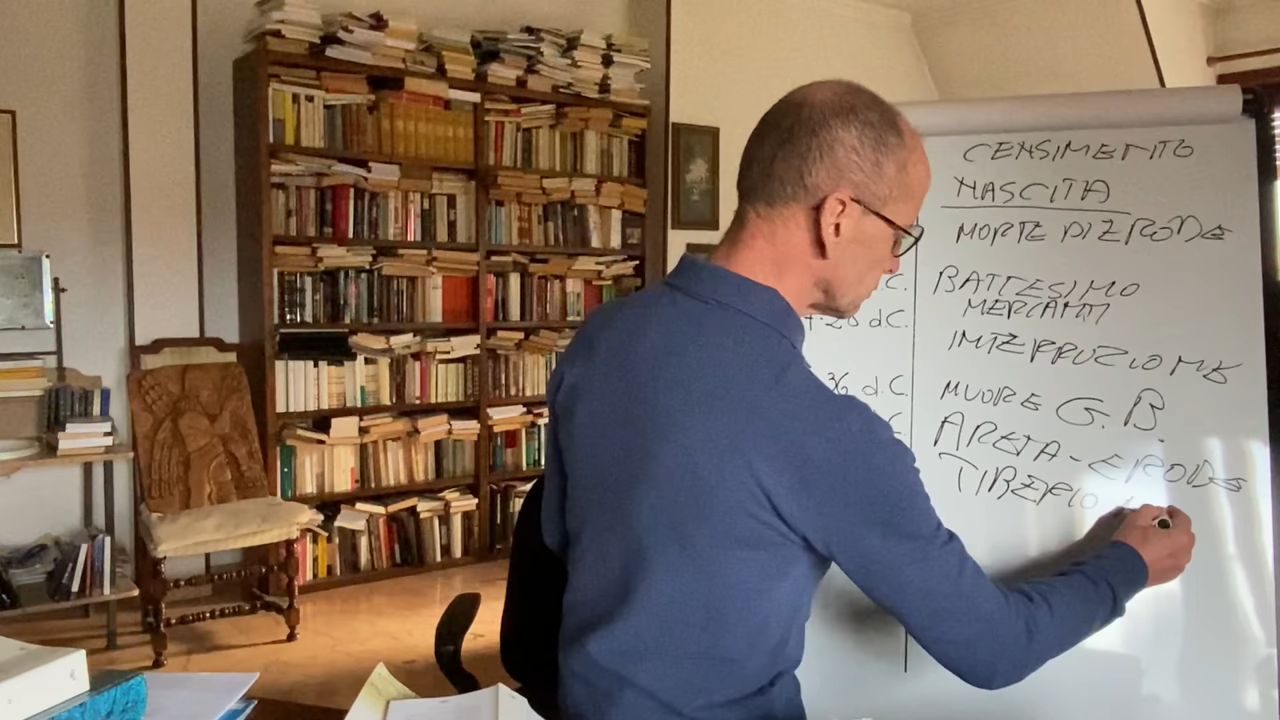 CENSIMENTO
NASCITA
MORTE DI ERODE
C. BATTESIMO
MERCANTI
28 d.C.
INTERRUZIONE
36 d.C. MUORE G.B.
C. ARETA - ERODE
TIBERIO